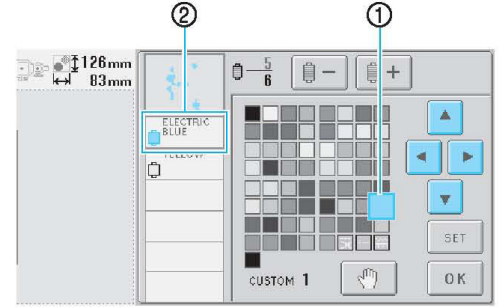 ② ①
126mm
83mm
5
6
− +
ELECTRIC
BLUE
YELLOW
SET
CUSTOM 1
OK